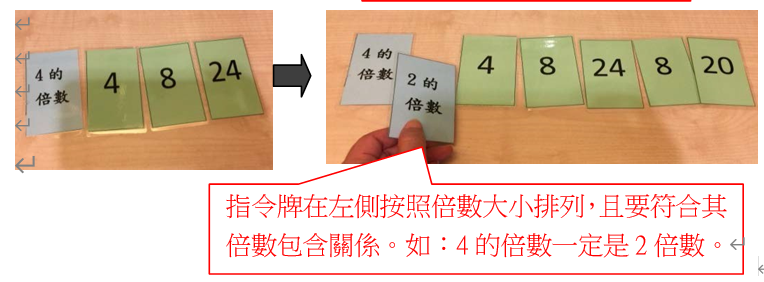 4 的
倍數
4
8
24
4 的
倍數
2 的
倍數
4
8
24
8
20
指令牌在左側按照倍數大小排列，且要符合其
倍數包含關係。如：4 的倍數一定是 2 倍數。